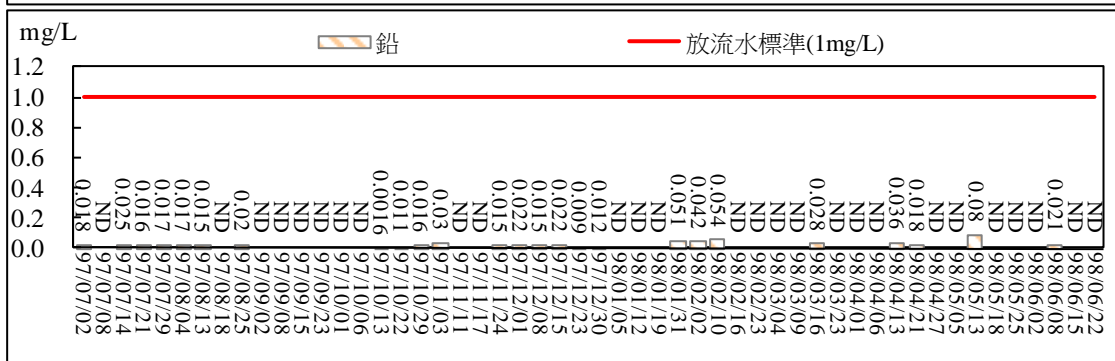 mg/L
鉛
放流水標準(1mg/L)
1.2
1.0
0.8
0.6
0.4
0.2
0.0
0.018
ND
0.025
0.016
0.017
0.017
0.015
ND
0.02
ND
ND
ND
ND
ND
ND
0.0016
0.011
0.016
0.03
ND
ND
0.015
0.022
0.015
0.022
0.009
0.012
ND
ND
ND
0.051
0.042
0.054
ND
ND
ND
ND
0.028
ND
ND
ND
0.036
0.018
ND
ND
0.08
ND
ND
ND
0.021
ND
ND
97/07/02
97/07/08
97/07/14
97/07/21
97/07/29
97/08/04
97/08/13
97/08/18
97/08/25
97/09/02
97/09/08
97/09/15
97/09/23
97/10/01
97/10/06
97/10/13
97/10/22
97/10/29
97/11/03
97/11/11
97/11/17
97/11/24
97/12/01
97/12/08
97/12/15
97/12/23
97/12/30
98/01/05
98/01/12
98/01/19
98/01/31
98/02/02
98/02/10
98/02/16
98/02/23
98/03/04
98/03/09
98/03/16
98/03/31
98/04/01
98/04/06
98/04/13
98/04/21
98/04/27
98/05/05
98/05/13
98/05/18
98/05/25
98/06/02
98/06/08
98/06/15
98/06/22